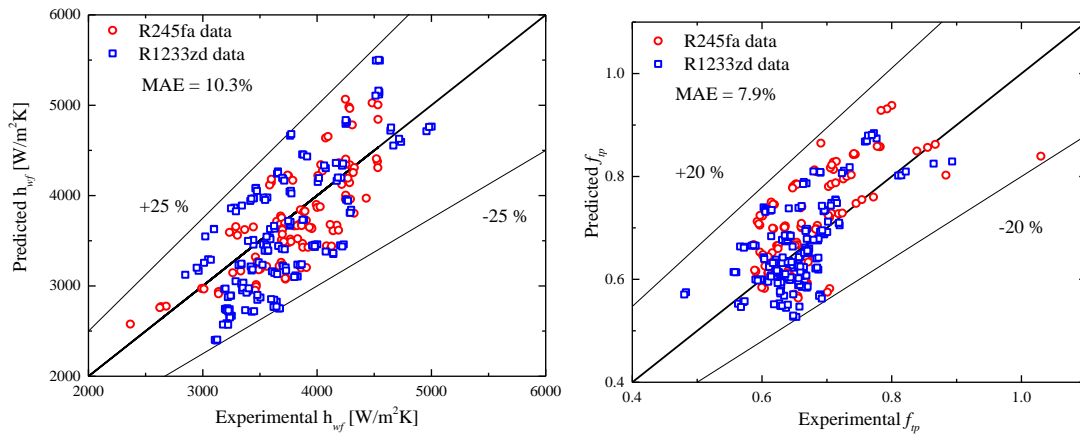 6000
5000
4000
3000
2000
R245fa data
R1233zd data
MAE = 10.3%
+25 %
-25 %
2000 3000 4000 5000 6000
Predicted h_wf [W/m²K]
Experimental h_wf [W/m²K]
1.0
0.8
0.6
0.4
R245fa data
R1233zd data
MAE = 7.9%
+20 %
-20 %
0.4 0.6 0.8 1.0
Predicted f_tp
Experimental f_tp